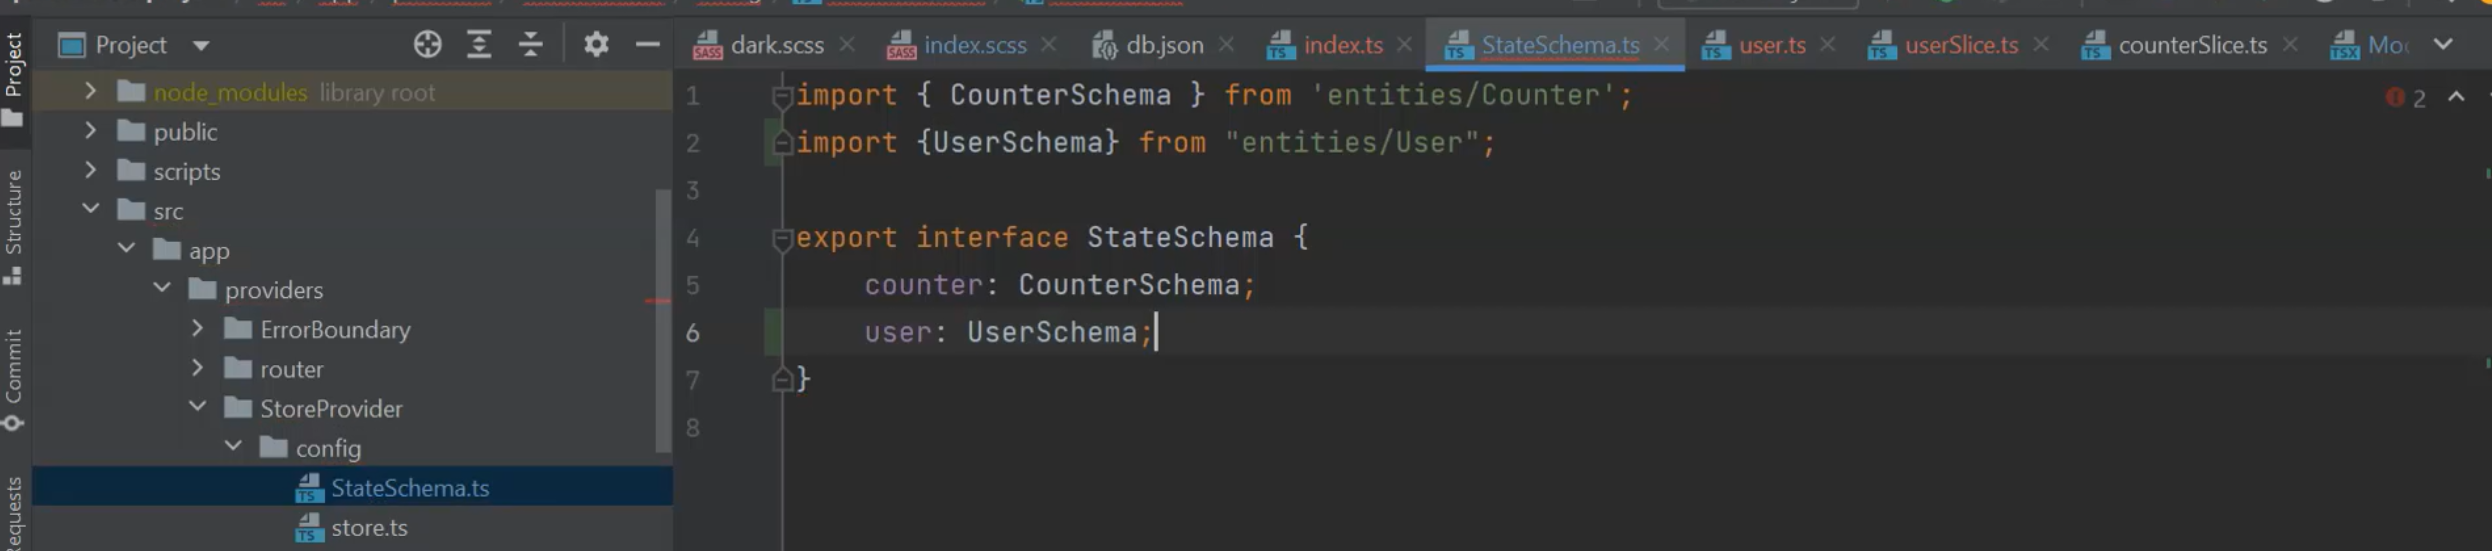 Project
dark.scss
index.scss
db.json
index.ts
StateSchema.ts
user.ts
userSlice.ts
counterSlice.ts
Project
Structure
Commit
Requests
node_modules library root
public
scripts
src
app
providers
ErrorBoundary
router
StoreProvider
config
StateSchema.ts
store.ts
1 import { CounterSchema } from 'entities/Counter';
2 import {UserSchema} from "entities/User";
3
4 export interface StateSchema {
5 counter: CounterSchema;
6 user: UserSchema;
7 }
8
2